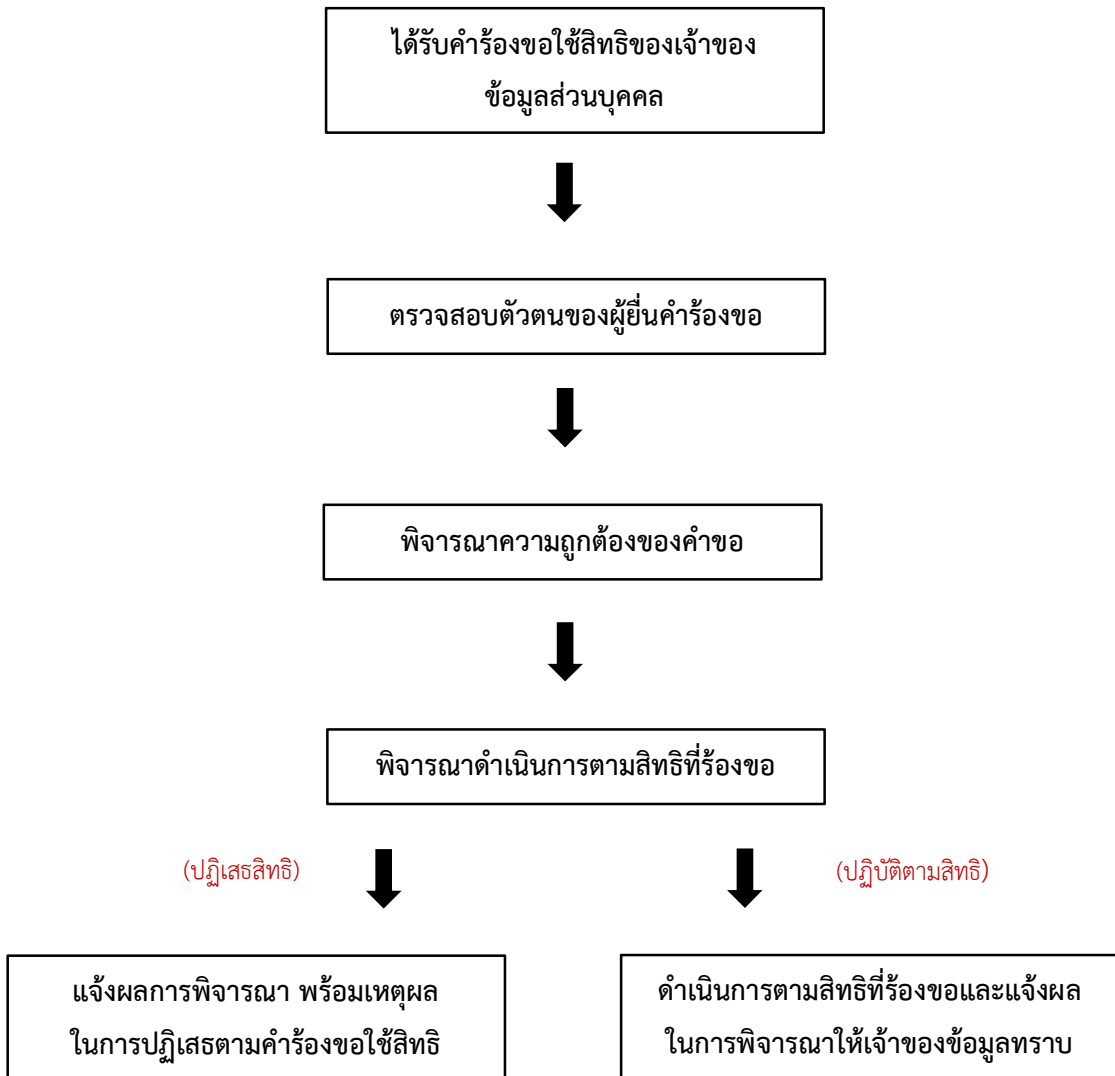 ได้รับคำร้องขอใช้สิทธิของเจ้าของ
ข้อมูลส่วนบุคคล
ตรวจสอบตัวตนของผู้ยื่นคำร้องขอ
พิจารณาความถูกต้องของคำขอ
พิจารณาดำเนินการตามสิทธิที่ร้องขอ
(ปฏิเสธสิทธิ)
(ปฏิบัติตามสิทธิ)
แจ้งผลการพิจารณา พร้อมเหตุผล
ในการปฏิเสธตามคำร้องขอใช้สิทธิ
ดำเนินการตามสิทธิที่ร้องขอและแจ้งผล
ในการพิจารณาให้เจ้าของข้อมูลทราบ